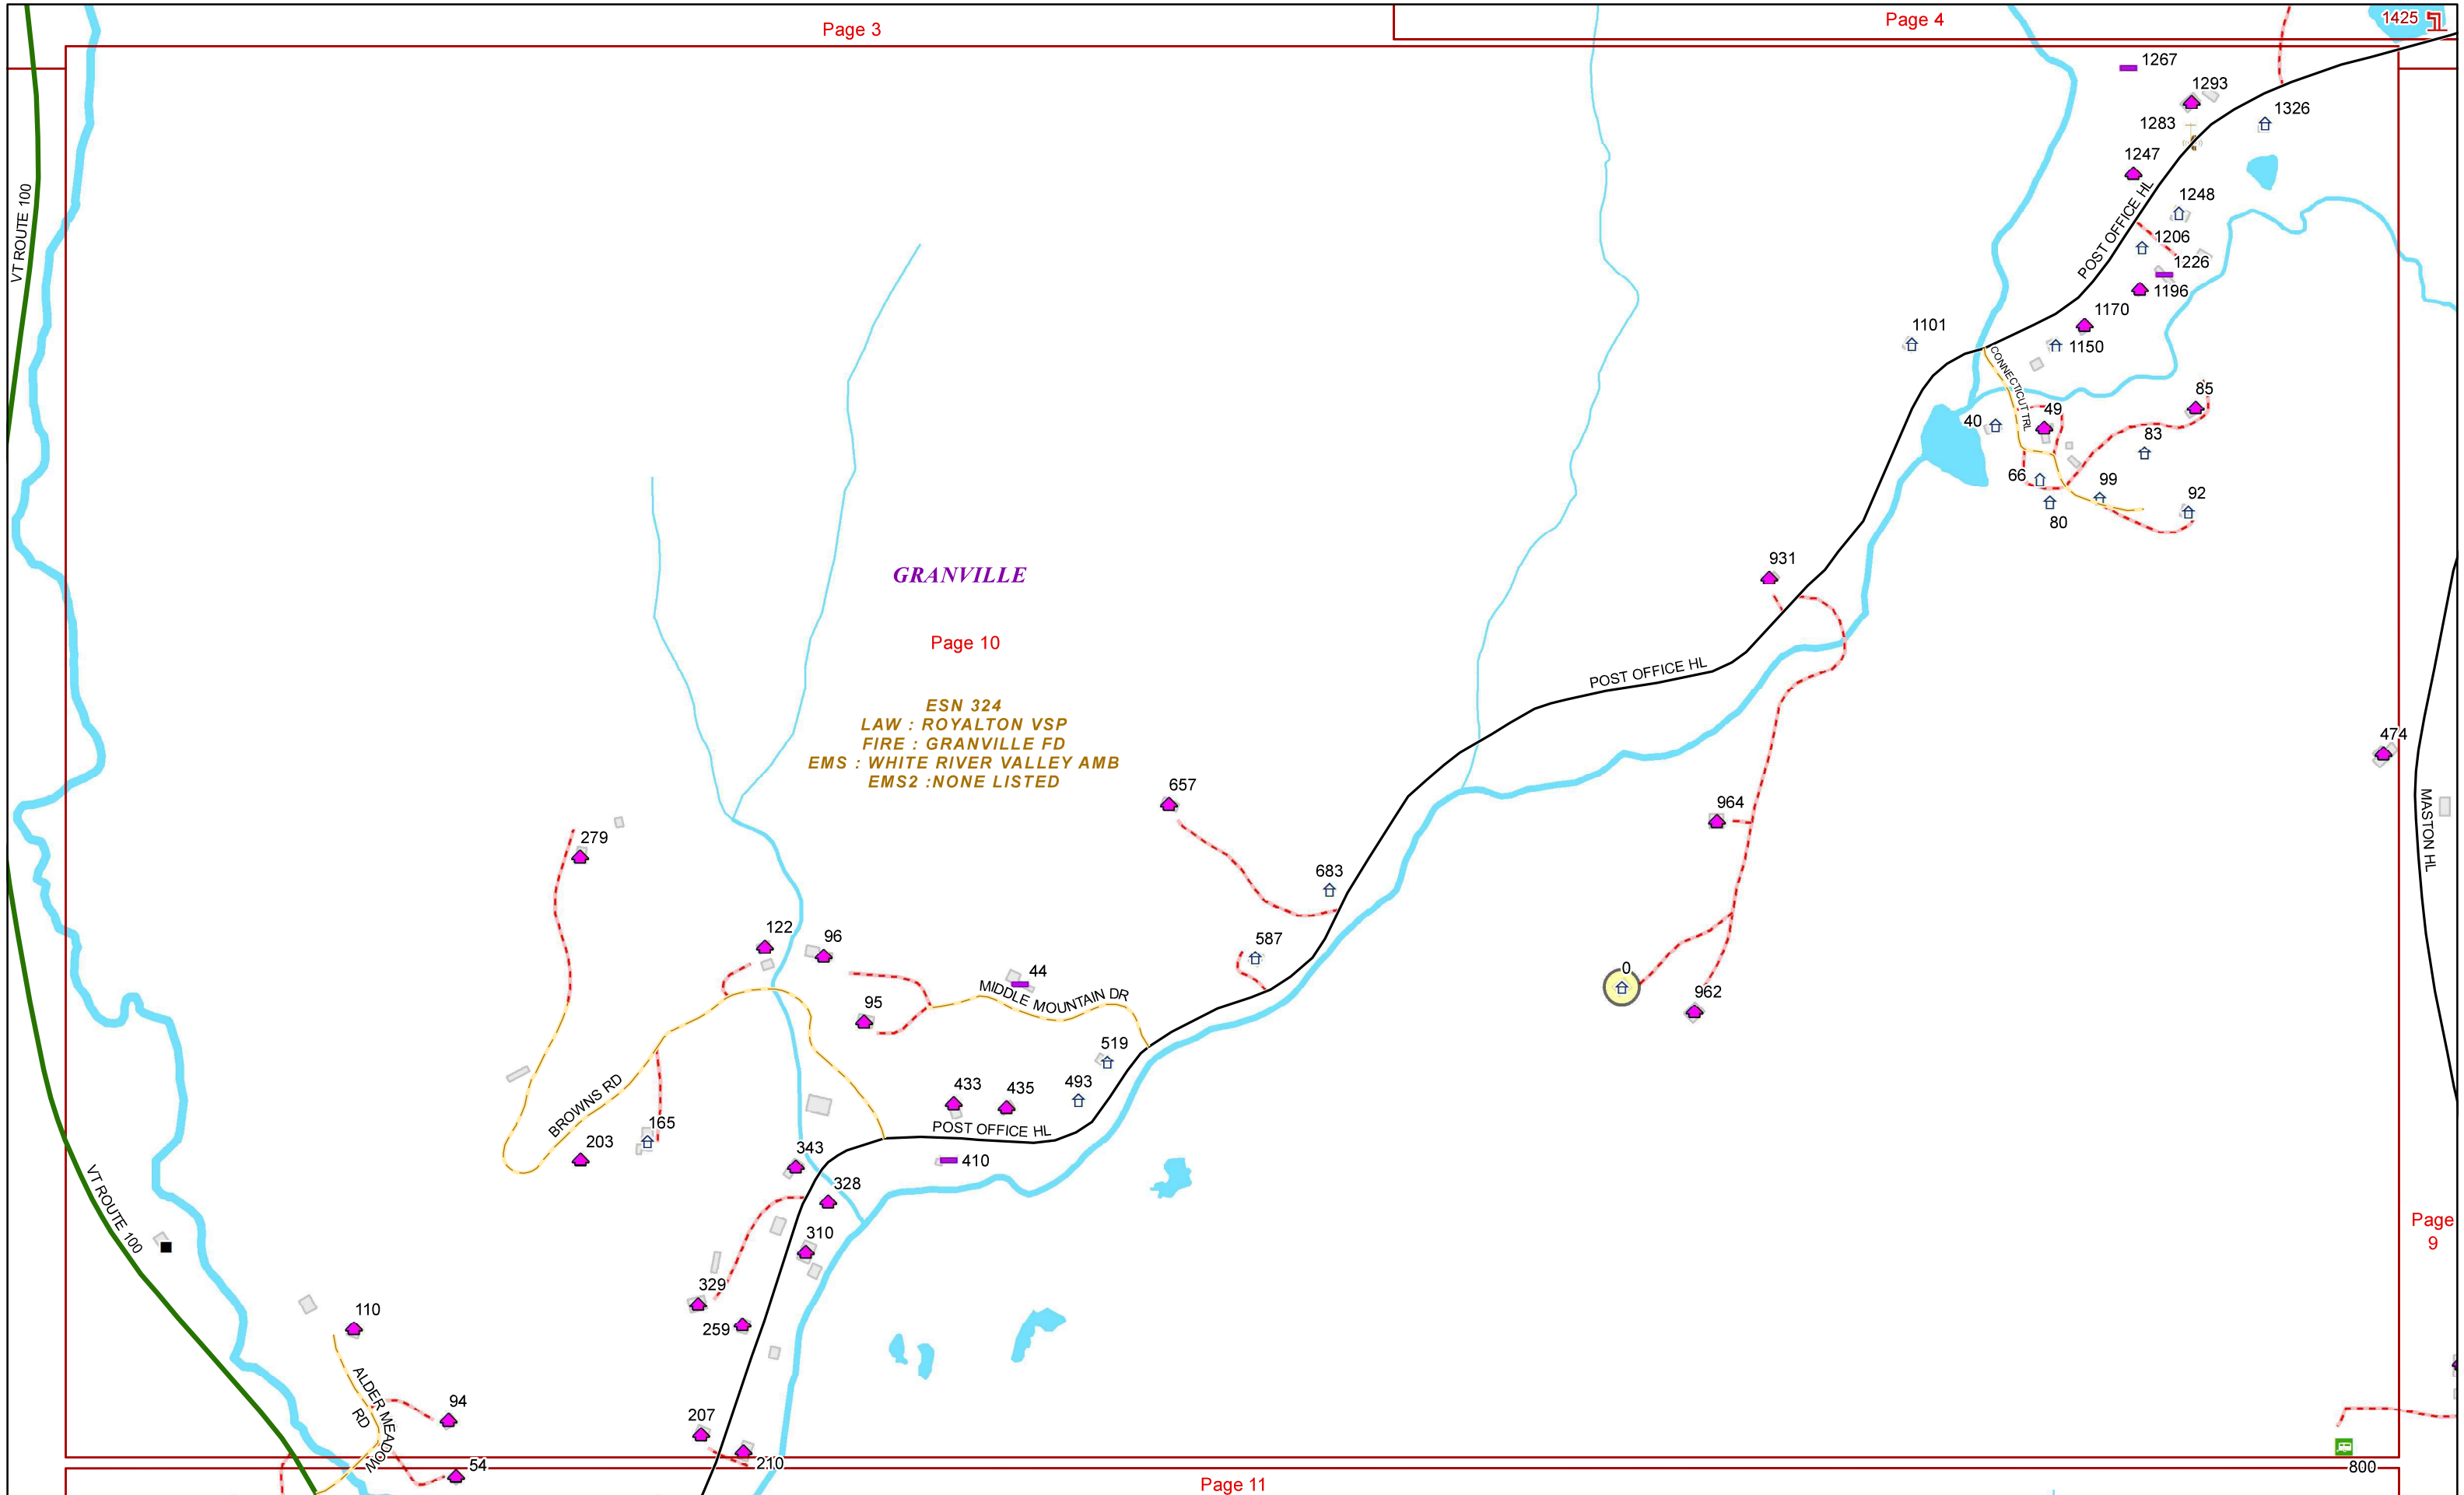 Page 3
Page 4
1425
1267
1293
1326
1283
1247
VT ROUTE 100
POST OFFICE HL
1248
1206
1226
1196
1170
1101
1150
CONNECTICUT TRL
85
49
40
83
66
99
92
80
931
GRANVILLE
Page 10
POST OFFICE HL
ESN 324
LAW : ROYALTON VSP
FIRE : GRANVILLE FD
EMS : WHITE RIVER VALLEY AMB
EMS2 :NONE LISTED
474
MASTON HL
657
964
279
683
122
96
587
44
0
MIDDLE MOUNTAIN DR
962
95
519
493
433
435
BROWNS RD
165
203
POST OFFICE HL
343
410
328
VT ROUTE 100
310
Page
9
329
110
259
ALDER MEADOW
RD
94
207
210
54
800
Page 11